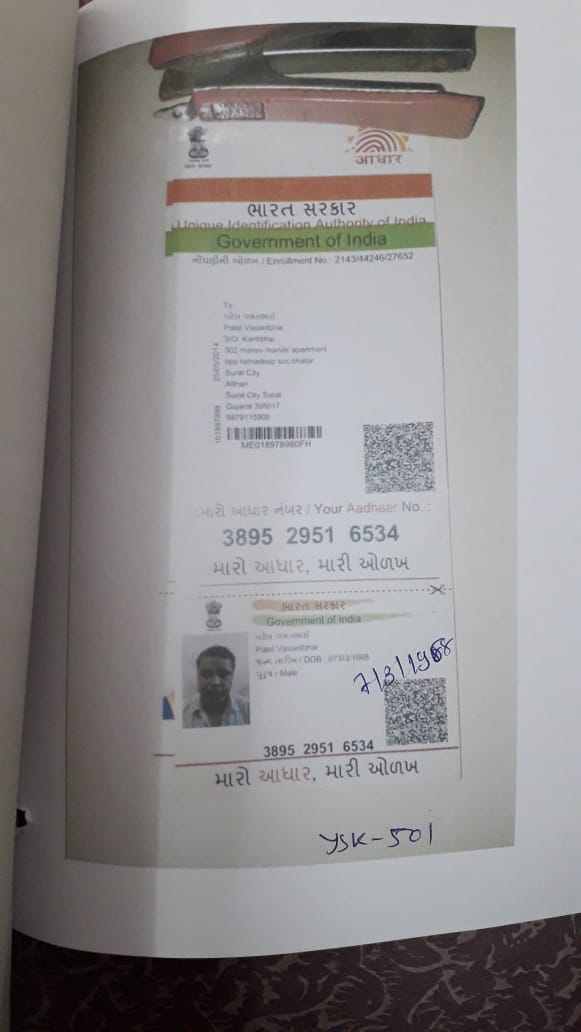 आधार
ભારત સરકાર
Unique Identification Authority of India
Government of India
નોંધણીની ઓળખ / Enrollment No.: 2143/44246/27652
To
પટેલ વસંતભાઈ
Patel Vasantbhai
S/O: Kantibhai
302 manav mandir apartment
opp ratnadeep soc bhatar
Surat City
Althan
Surat City Surat
Gujarat 395017
9879115900
25/05/2014
ME018978980FH
મારો આધાર નંબર / Your Aadhaar No. :
3895 2951 6534
મારો આધાર, મારી ઓળખ
ભારત સરકાર
Government of India
પટેલ વસંતભાઈ
Patel Vasantbhai
જન્મ તારીખ / DOB : 07/03/1968
પુરુષ / Male
7/3/1968
3895 2951 6534
મારો આધાર, મારી ઓળખ
YSK-501